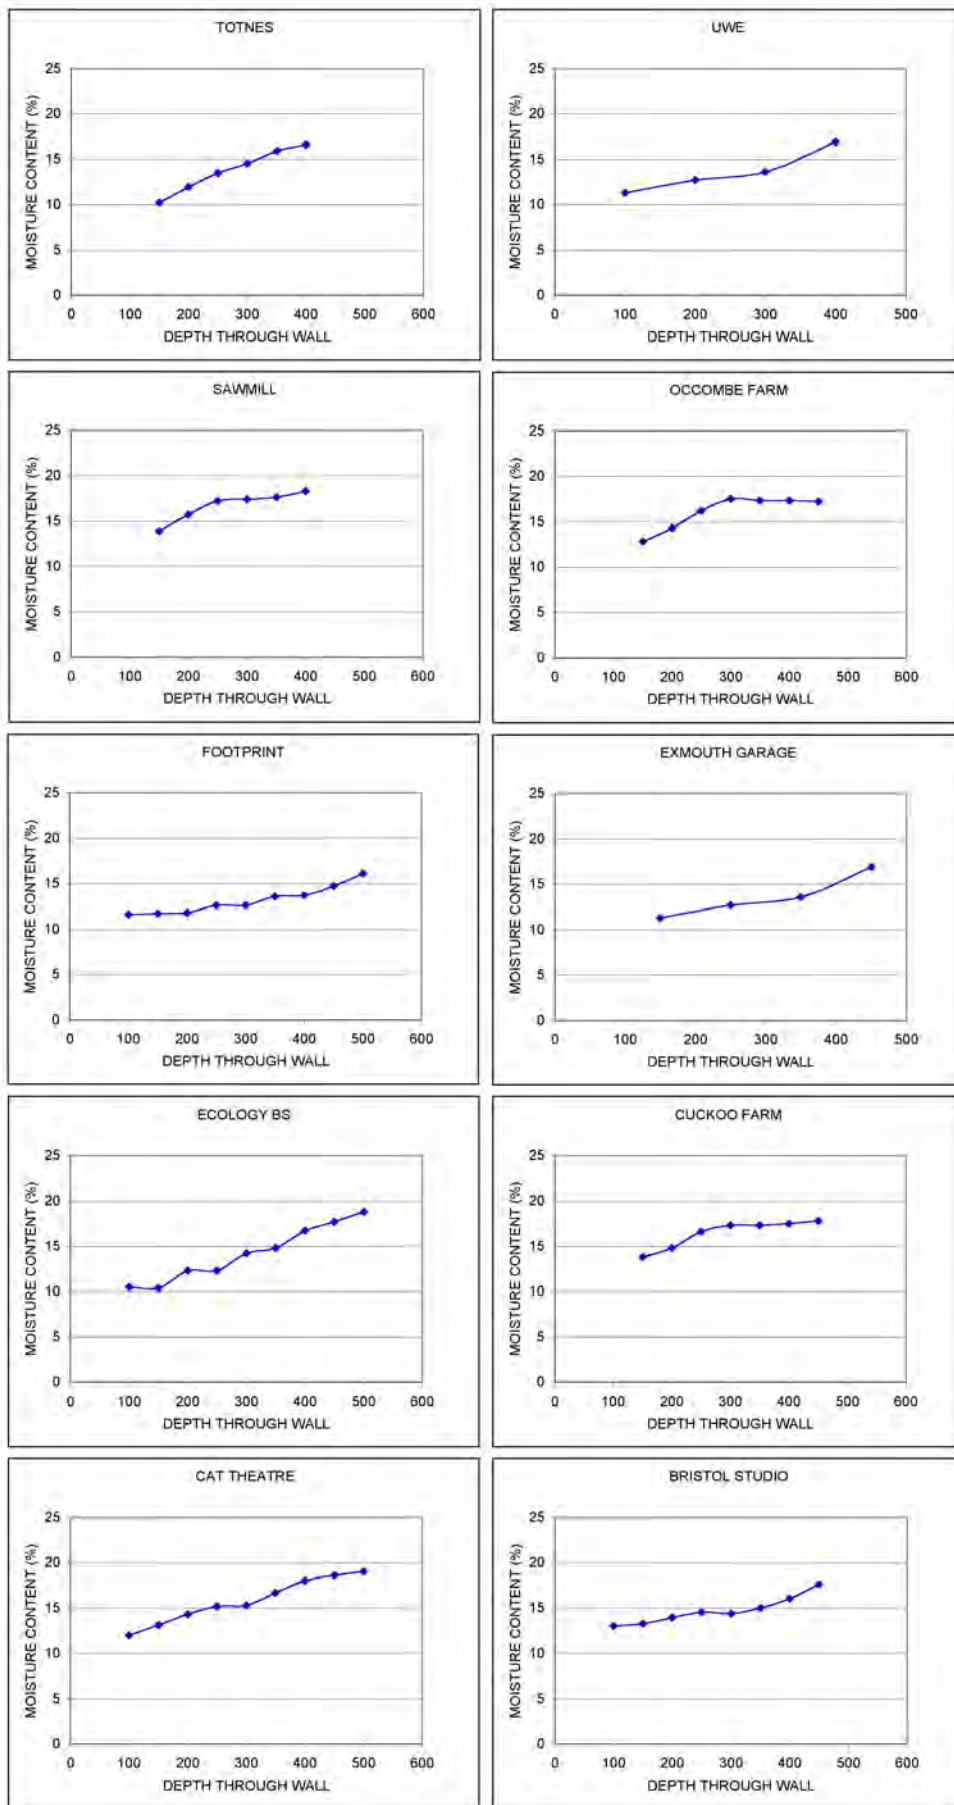 TOTNES
MOISTURE CONTENT (%)
25
20
15
10
5
0
0 100 200 300 400 500 600
DEPTH THROUGH WALL
UWE
MOISTURE CONTENT (%)
25
20
15
10
5
0
0 100 200 300 400 500
DEPTH THROUGH WALL
SAWMILL
MOISTURE CONTENT (%)
25
20
15
10
5
0
0 100 200 300 400 500 600
DEPTH THROUGH WALL
OCCOMBE FARM
MOISTURE CONTENT (%)
25
20
15
10
5
0
0 100 200 300 400 500 600
DEPTH THROUGH WALL
FOOTPRINT
MOISTURE CONTENT (%)
25
20
15
10
5
0
0 100 200 300 400 500 600
DEPTH THROUGH WALL
EXMOUTH GARAGE
MOISTURE CONTENT (%)
25
20
15
10
5
0
0 100 200 300 400 500
DEPTH THROUGH WALL
ECOLOGY BS
MOISTURE CONTENT (%)
25
20
15
10
5
0
0 100 200 300 400 500 600
DEPTH THROUGH WALL
CUCKOO FARM
MOISTURE CONTENT (%)
25
20
15
10
5
0
0 100 200 300 400 500 600
DEPTH THROUGH WALL
CAT THEATRE
MOISTURE CONTENT (%)
25
20
15
10
5
0
0 100 200 300 400 500 600
DEPTH THROUGH WALL
BRISTOL STUDIO
MOISTURE CONTENT (%)
25
20
15
10
5
0
0 100 200 300 400 500 600
DEPTH THROUGH WALL